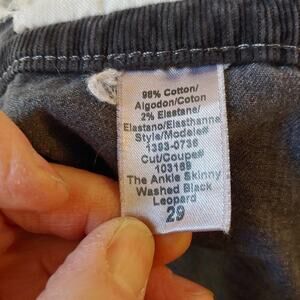 98% Cotton/
Algodon/Coton
2% Elastane/
Elastano/Elasthanne
Style/Modele#
1393-0736
Cut/Coupe#
103169
The Ankle Skinny
Washed Black
Leopard
29